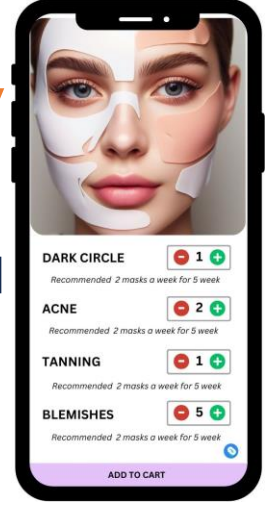 DARK CIRCLE 1
Recommended 2 masks a week for 5 week
ACNE 2
Recommended 2 masks a week for 5 week
TANNING 1
Recommended 2 masks a week for 5 week
BLEMISHES 5
Recommended 2 masks a week for 5 week
ADD TO CART